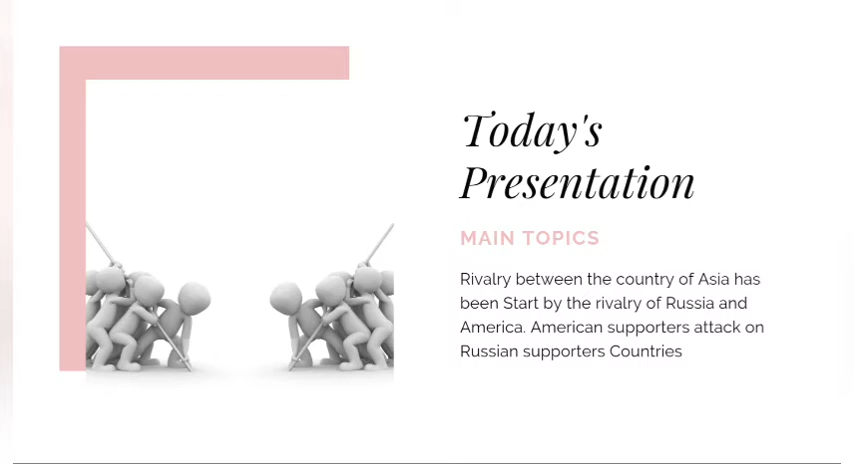 Today's
Presentation
MAIN TOPICS
Rivalry between the country of Asia has
been Start by the rivalry of Russia and
America. American supporters attack on
Russian supporters Countries